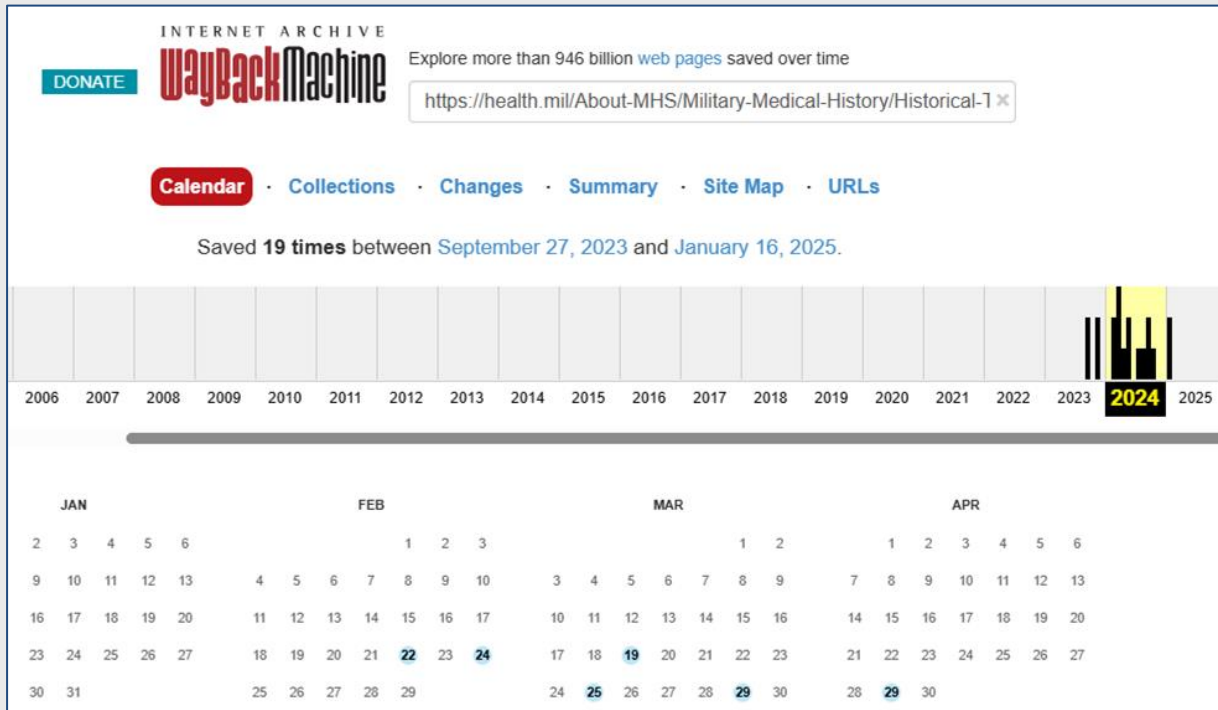 INTERNET ARCHIVE
WayBackMachine
DONATE
Explore more than 946 billion web pages saved over time
https://health.mil/About-MHS/Military-Medical-History/Historical-T ×
Calendar · Collections · Changes · Summary · Site Map · URLs
Saved 19 times between September 27, 2023 and January 16, 2025.
2006 2007 2008 2009 2010 2011 2012 2013 2014 2015 2016 2017 2018 2019 2020 2021 2022 2023 2024 2025
JAN FEB MAR APR
2 3 4 5 6 1 2 3 1 2 1 2 3 4 5 6
9 10 11 12 13 4 5 6 7 8 9 10 3 4 5 6 7 8 9 7 8 9 10 11 12 13
16 17 18 19 20 11 12 13 14 15 16 17 10 11 12 13 14 15 16 14 15 16 17 18 19 20
23 24 25 26 27 18 19 20 21 22 23 24 17 18 19 20 21 22 23 21 22 23 24 25 26 27
30 31 25 26 27 28 29 24 25 26 27 28 29 30 28 29 30